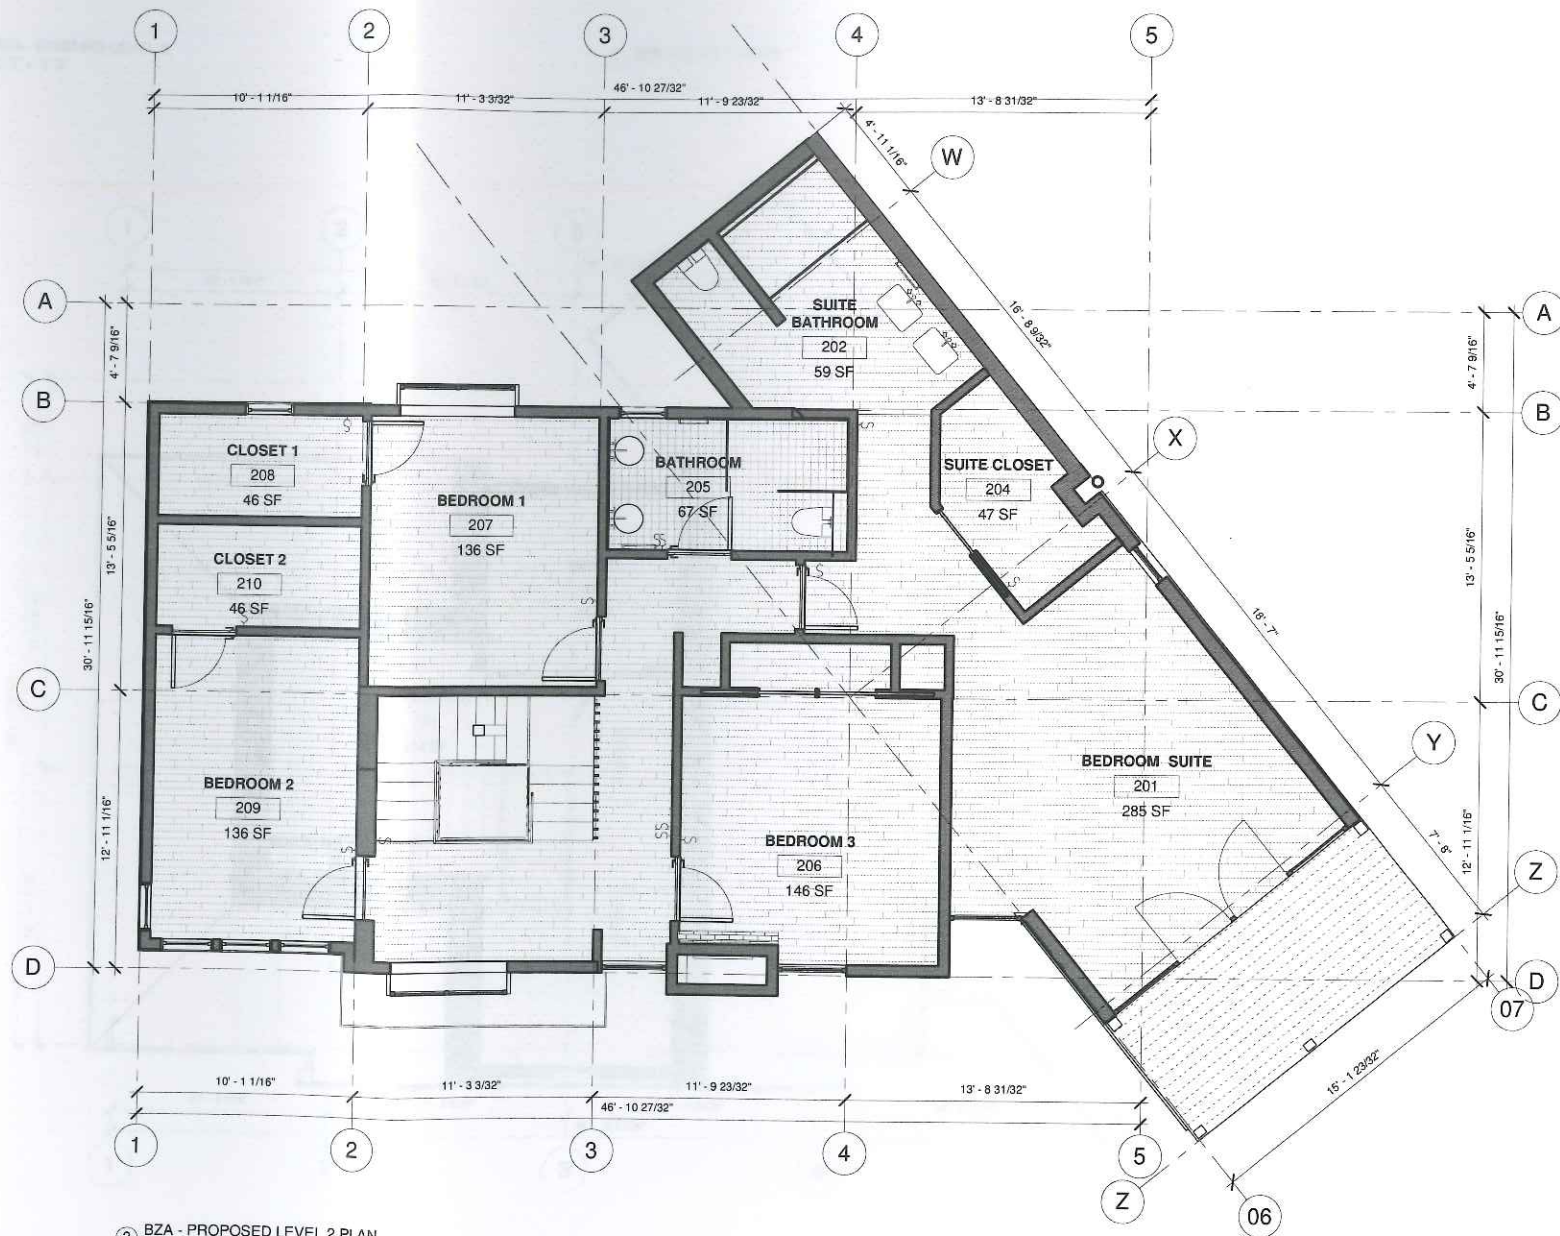 1
2
3
4
5
46' - 10 27/32"
10' - 1 1/16"
11' - 3 3/32"
11' - 9 23/32"
13' - 8 31/32"
4' - 11 1/16"
W
16' - 8 9/32"
A
A
4' - 7 9/16"
4' - 7 9/16"
B
B
SUITE
BATHROOM
202
59 SF
X
CLOSET 1
208
46 SF
BEDROOM 1
207
136 SF
BATHROOM
205
67 SF
SUITE CLOSET
204
47 SF
S
S
S
S
SS
S
S
S
SS
S
S
13' - 5 5/16"
13' - 5 5/16"
CLOSET 2
210
46 SF
30' - 11 15/16"
30' - 11 15/16"
18' - 7"
C
C
Y
BEDROOM 2
209
136 SF
BEDROOM 3
206
146 SF
BEDROOM SUITE
201
285 SF
12' - 11 1/16"
12' - 11 1/16"
7' - 8"
Z
D
D
07
15' - 1 23/32"
10' - 1 1/16"
11' - 3 3/32"
11' - 9 23/32"
13' - 8 31/32"
46' - 10 27/32"
1
2
3
4
5
Z
06
BZA - PROPOSED LEVEL 2 PLAN